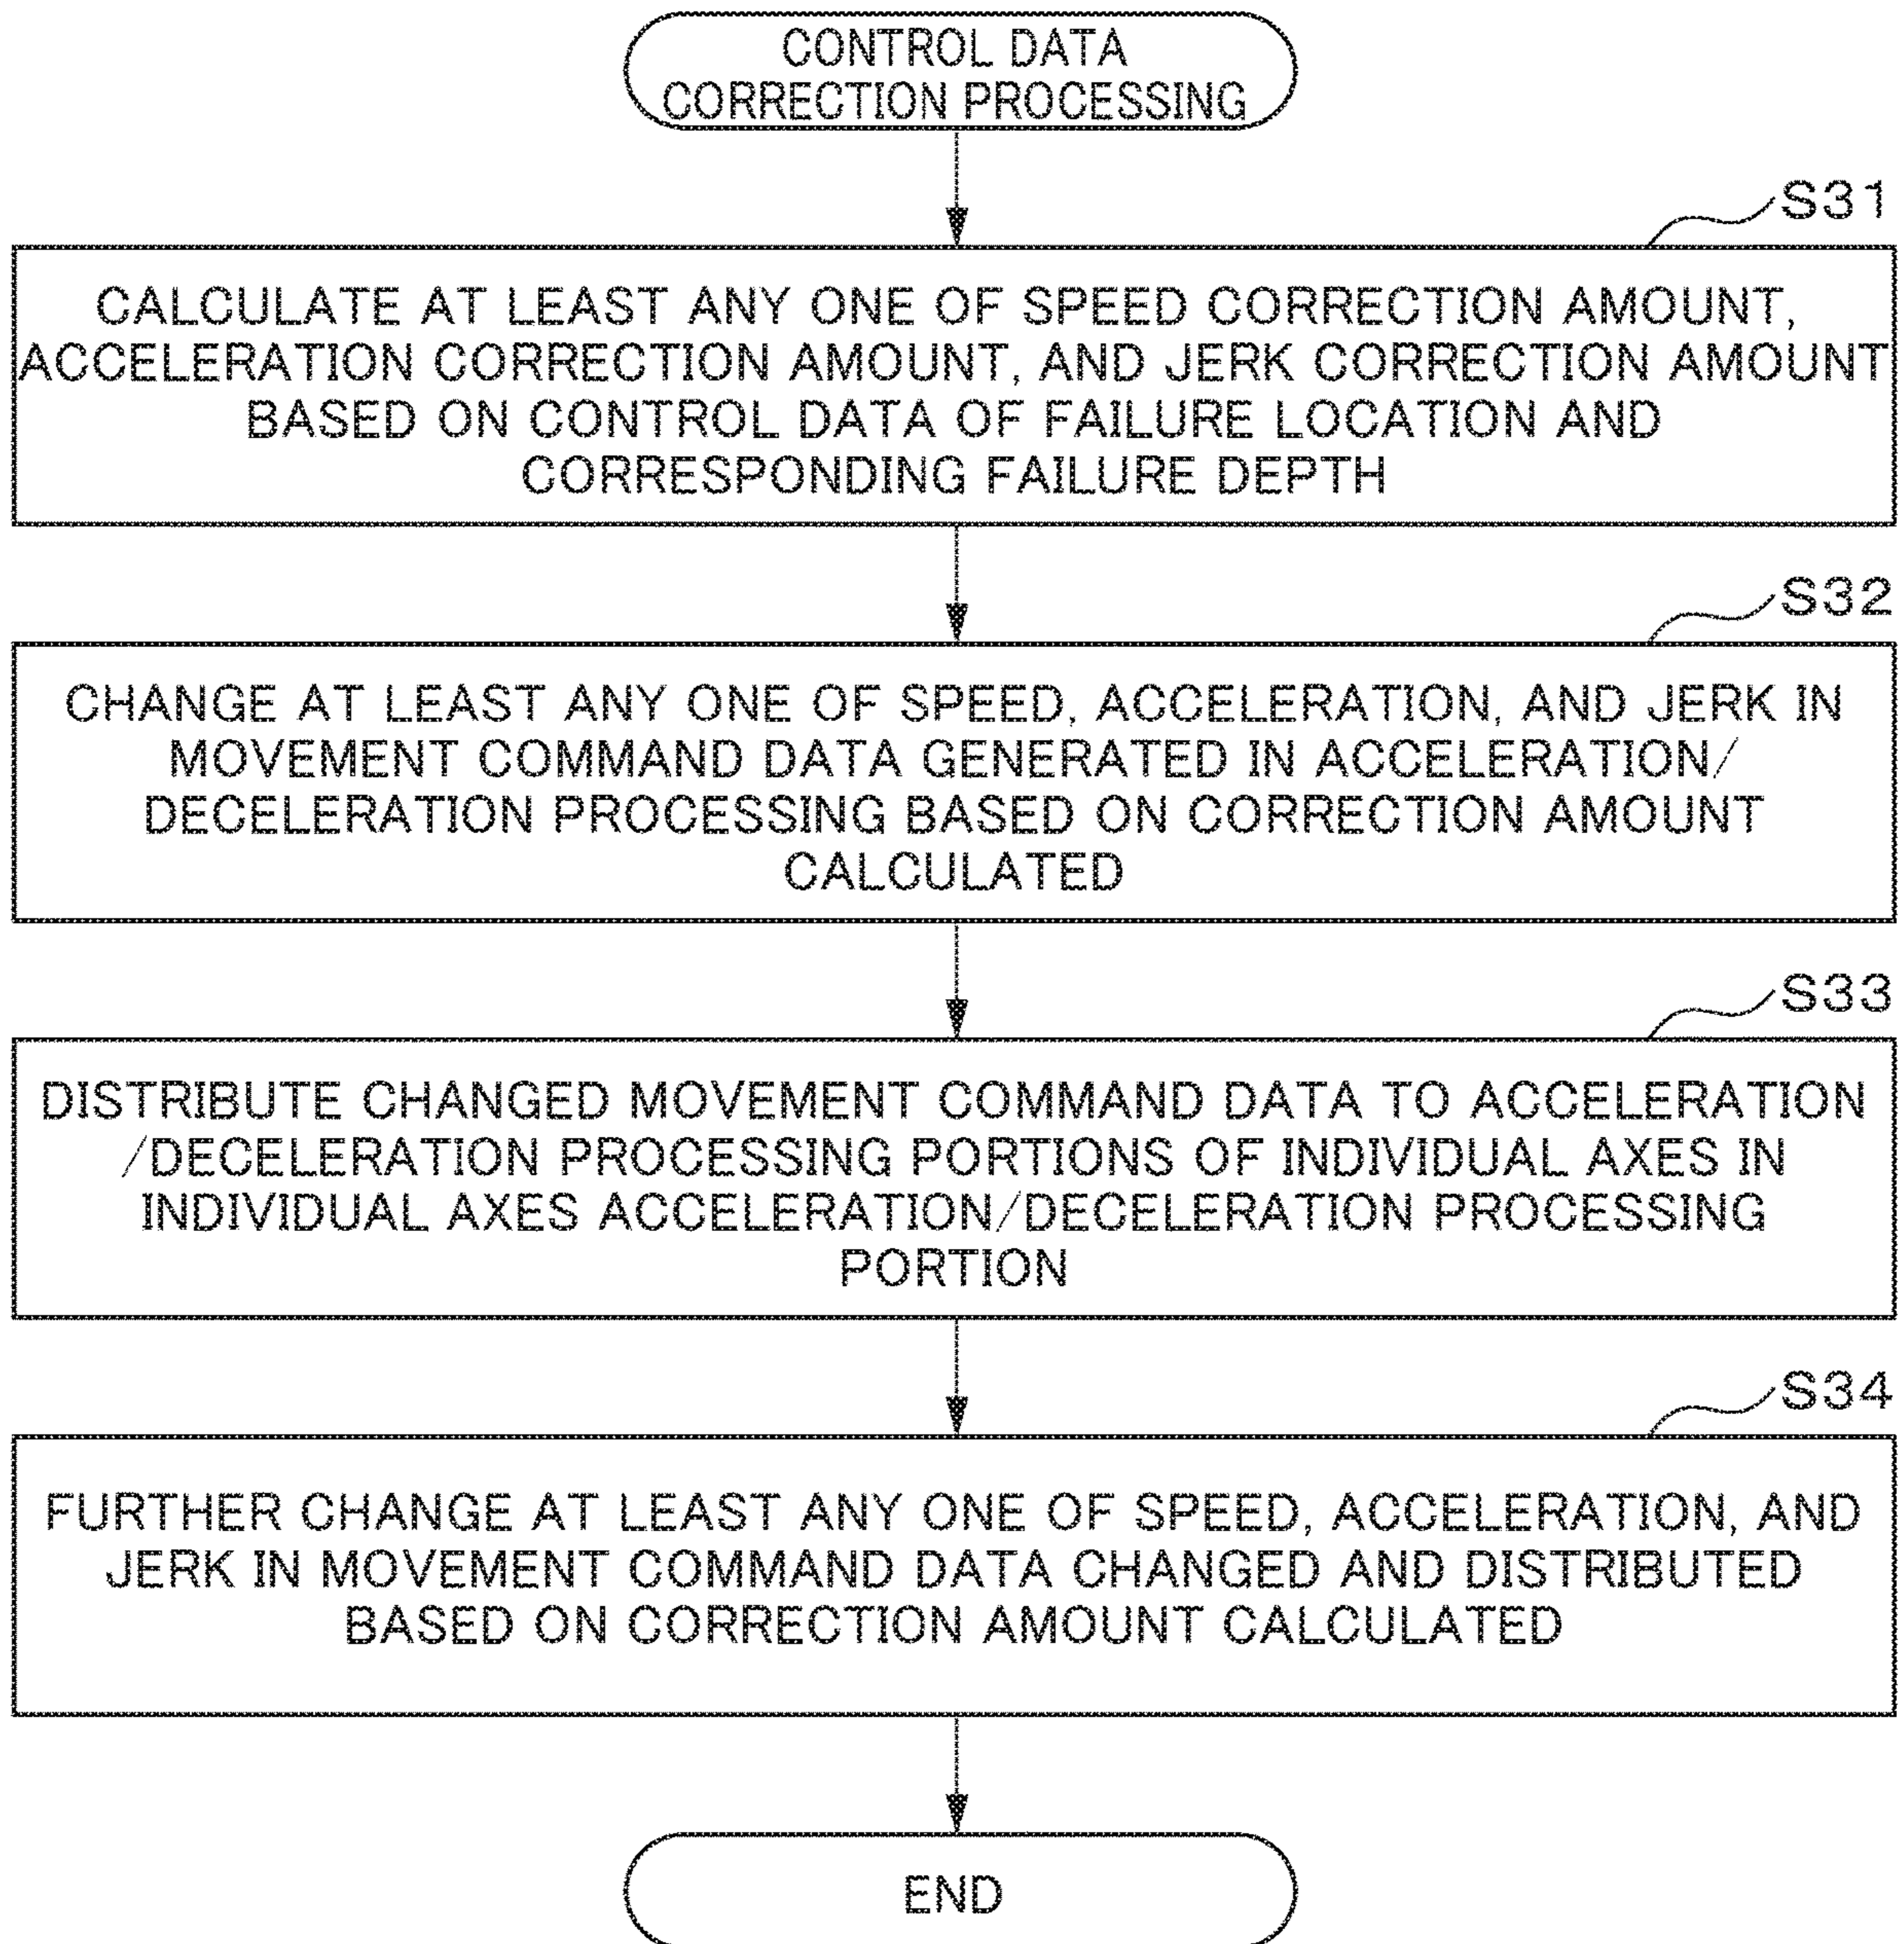 CONTROL DATA
CORRECTION PROCESSING
S31
CALCULATE AT LEAST ANY ONE OF SPEED CORRECTION AMOUNT,
ACCELERATION CORRECTION AMOUNT, AND JERK CORRECTION AMOUNT
BASED ON CONTROL DATA OF FAILURE LOCATION AND
CORRESPONDING FAILURE DEPTH
S32
CHANGE AT LEAST ANY ONE OF SPEED, ACCELERATION, AND JERK IN
MOVEMENT COMMAND DATA GENERATED IN ACCELERATION/
DECELERATION PROCESSING BASED ON CORRECTION AMOUNT
CALCULATED
S33
DISTRIBUTE CHANGED MOVEMENT COMMAND DATA TO ACCELERATION
/DECELERATION PROCESSING PORTIONS OF INDIVIDUAL AXES IN
INDIVIDUAL AXES ACCELERATION/DECELERATION PROCESSING
PORTION
S34
FURTHER CHANGE AT LEAST ANY ONE OF SPEED, ACCELERATION, AND
JERK IN MOVEMENT COMMAND DATA CHANGED AND DISTRIBUTED
BASED ON CORRECTION AMOUNT CALCULATED
END